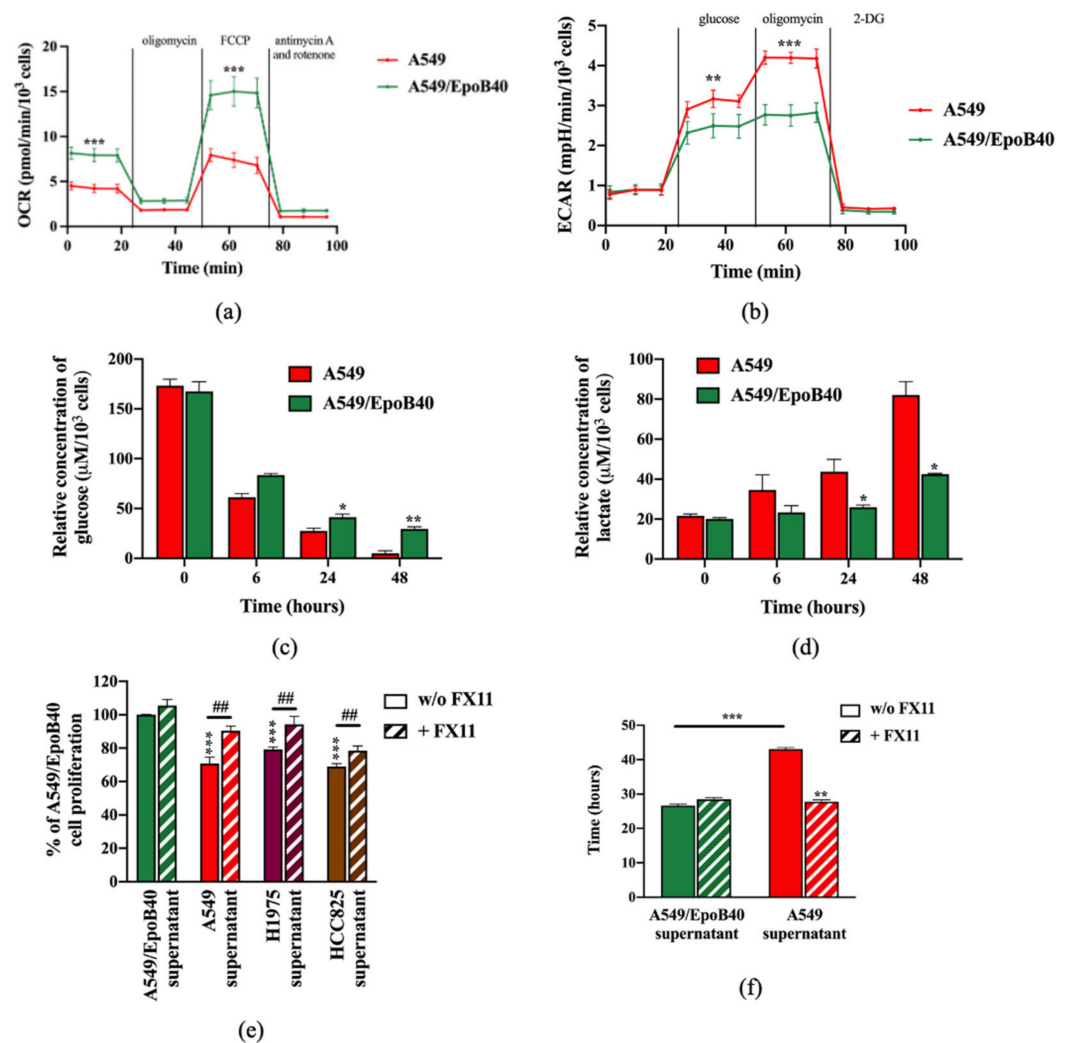 oligomycin FCCP antimycin A
and rotenone
A549
A549/EpoB40
***
***
OCR (pmol/min/10³ cells)
20
15
10
5
0
0 20 40 60 80 100
Time (min)
(a)
glucose oligomycin 2-DG
**
***
A549
A549/EpoB40
ECAR (mpH/min/10³ cells)
5
4
3
2
1
0
0 20 40 60 80 100
Time (min)
(b)
Relative concentration of
glucose (µM/10³ cells)
200
150
100
50
0
A549
A549/EpoB40
*
**
0 6 24 48
Time (hours)
(c)
Relative concentration of
lactate (µM/10³ cells)
100
80
60
40
20
0
A549
A549/EpoB40
*
*
0 6 24 48
Time (hours)
(d)
% of A549/EpoB40
cell proliferation
120
100
80
60
40
20
0
##
##
##
***
***
***
w/o FX11
+ FX11
A549/EpoB40
supernatant
A549
supernatant
H1975
supernatant
HCC825
supernatant
(e)
Time (hours)
50
40
30
20
10
0
***
**
w/o FX11
+ FX11
A549/EpoB40
supernatant
A549
supernatant
(f)